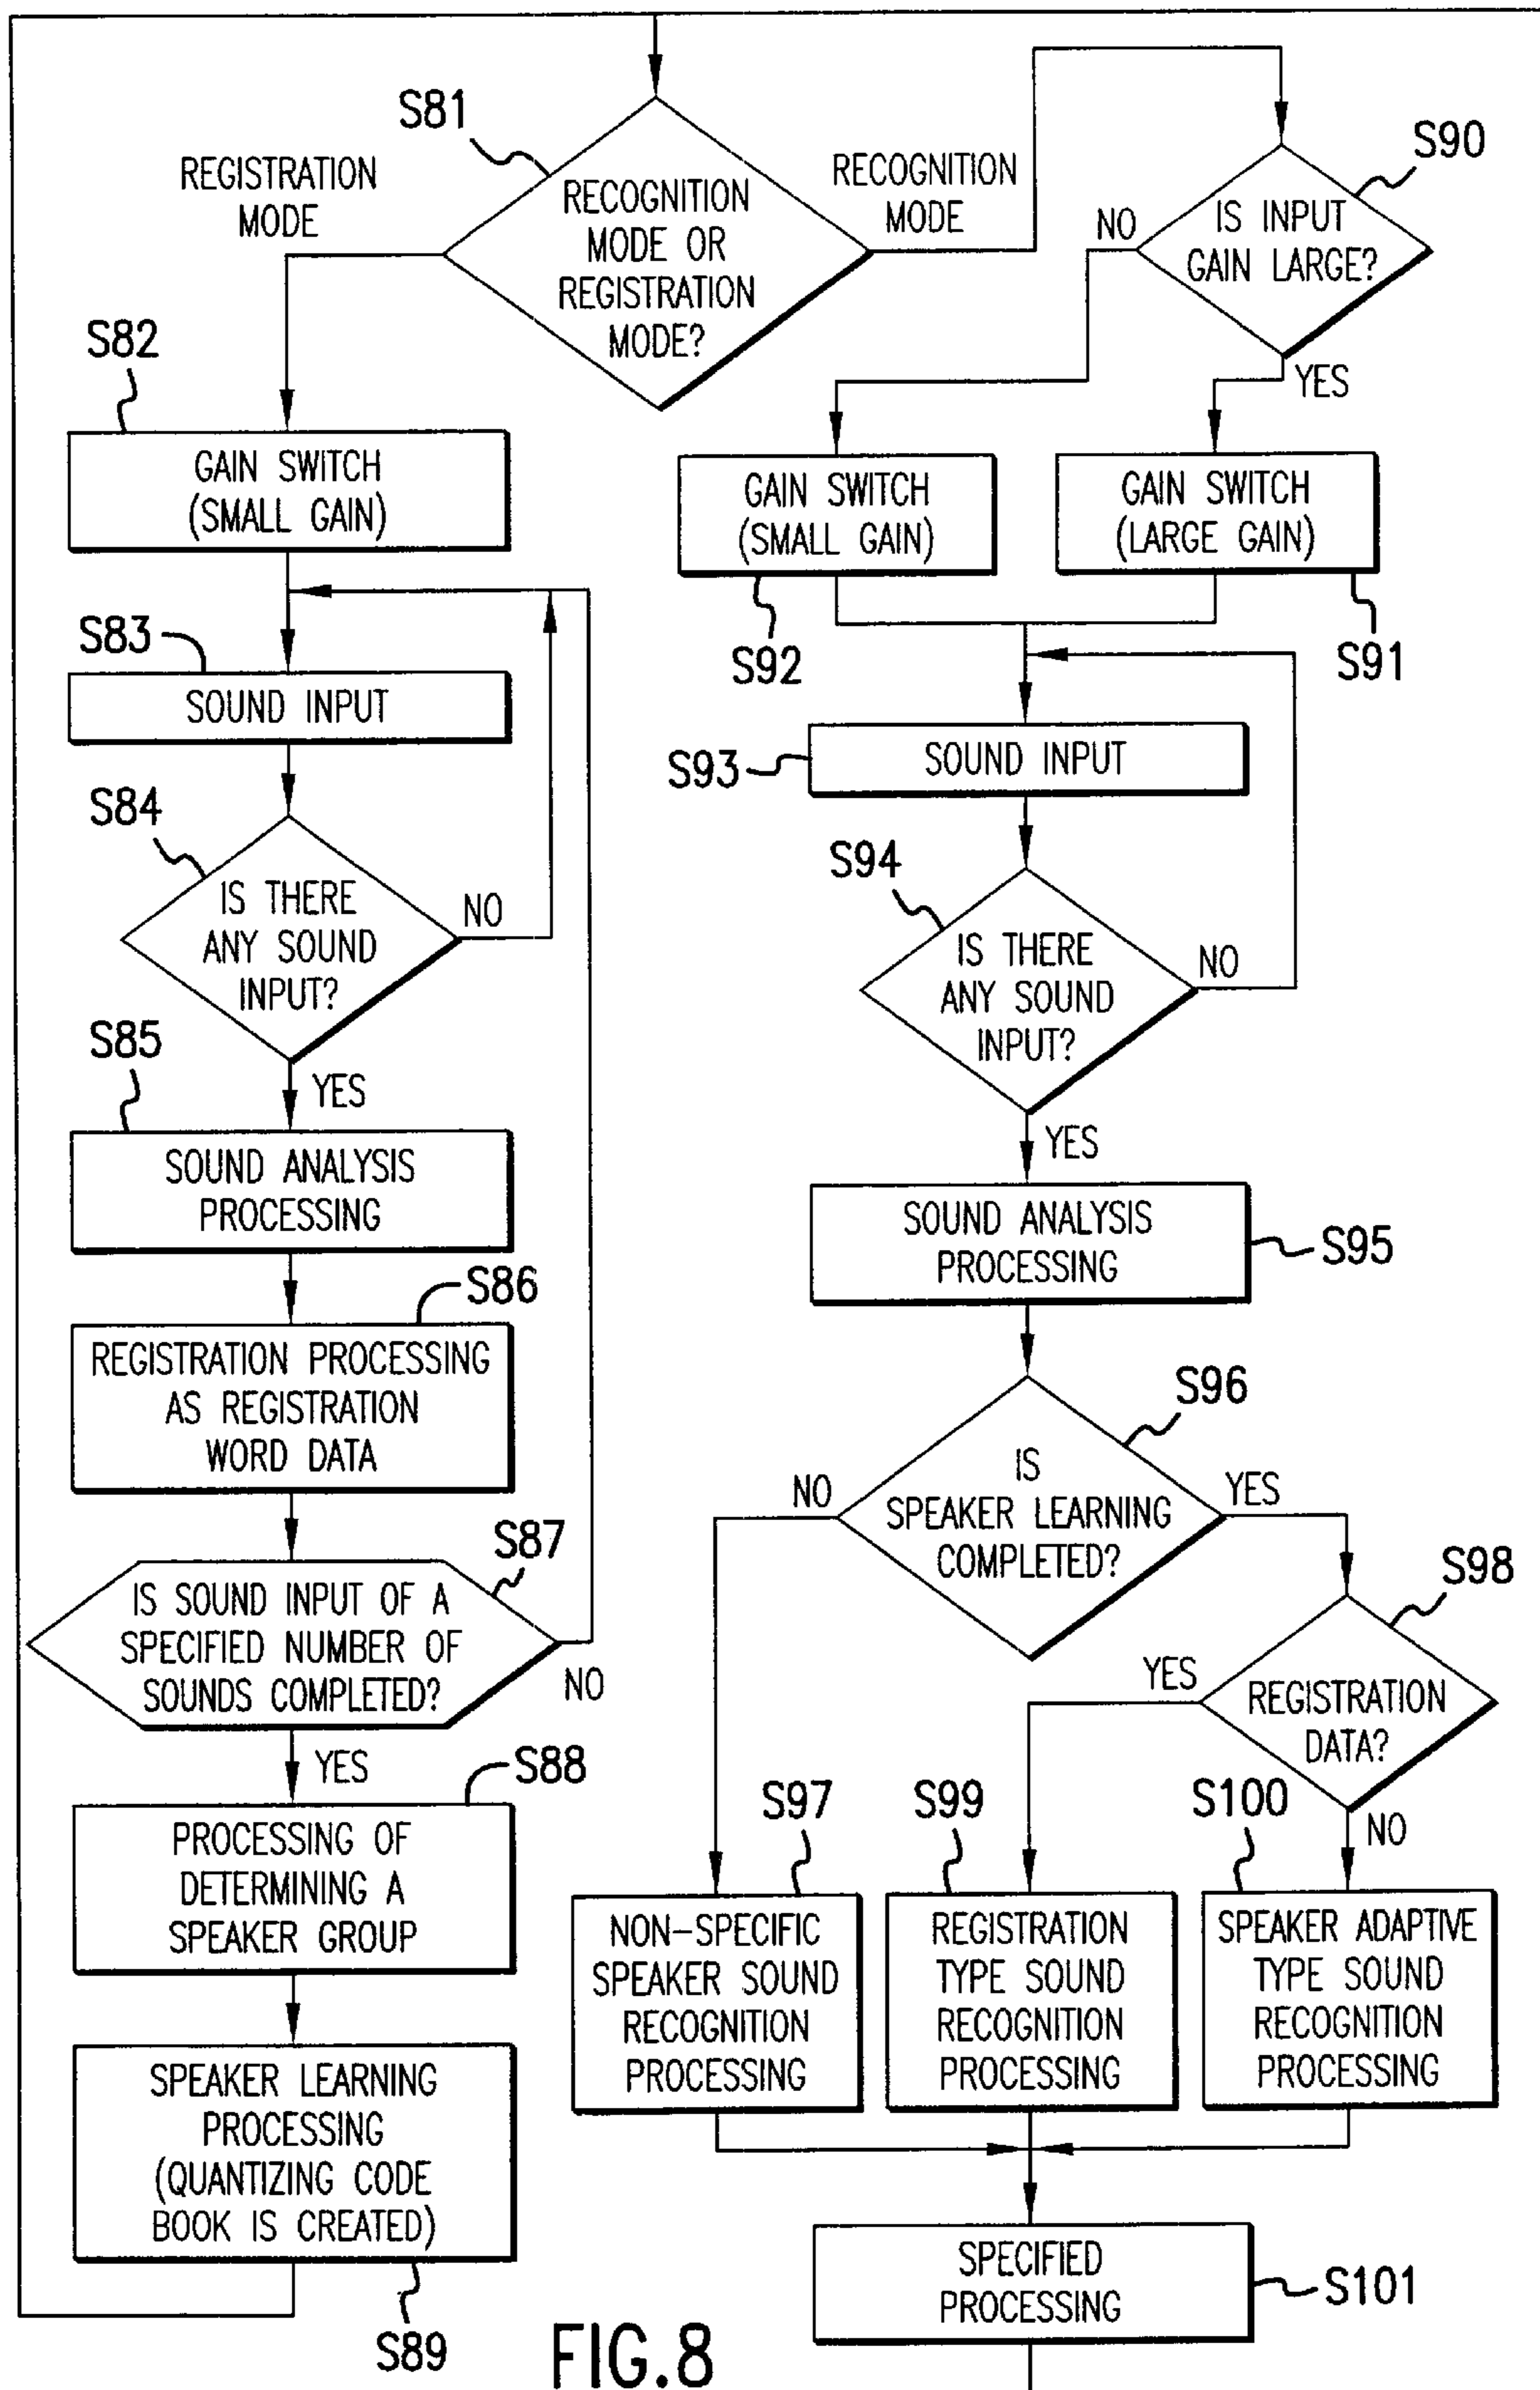 S81
REGISTRATION
MODE
RECOGNITION
MODE OR
REGISTRATION
MODE?
RECOGNITION
MODE
S90
NO
IS INPUT
GAIN LARGE?
YES
S82
GAIN SWITCH
(SMALL GAIN)
GAIN SWITCH
(SMALL GAIN)
S92
GAIN SWITCH
(LARGE GAIN)
S91
S83
SOUND INPUT
S84
IS THERE
ANY SOUND
INPUT?
NO
YES
S85
SOUND ANALYSIS
PROCESSING
S86
REGISTRATION PROCESSING
AS REGISTRATION
WORD DATA
S87
IS SOUND INPUT OF A
SPECIFIED NUMBER OF
SOUNDS COMPLETED?
NO
YES
S88
PROCESSING OF
DETERMINING A
SPEAKER GROUP
SPEAKER LEARNING
PROCESSING
(QUANTIZING CODE
BOOK IS CREATED)
S89
S93
SOUND INPUT
S94
IS THERE
ANY SOUND
INPUT?
NO
YES
SOUND ANALYSIS
PROCESSING
S95
S96
NO
IS
SPEAKER LEARNING
COMPLETED?
YES
S98
YES
REGISTRATION
DATA?
NO
S97
NON-SPECIFIC
SPEAKER SOUND
RECOGNITION
PROCESSING
S99
REGISTRATION
TYPE SOUND
RECOGNITION
PROCESSING
S100
SPEAKER ADAPTIVE
TYPE SOUND
RECOGNITION
PROCESSING
SPECIFIED
PROCESSING
S101
FIG.8